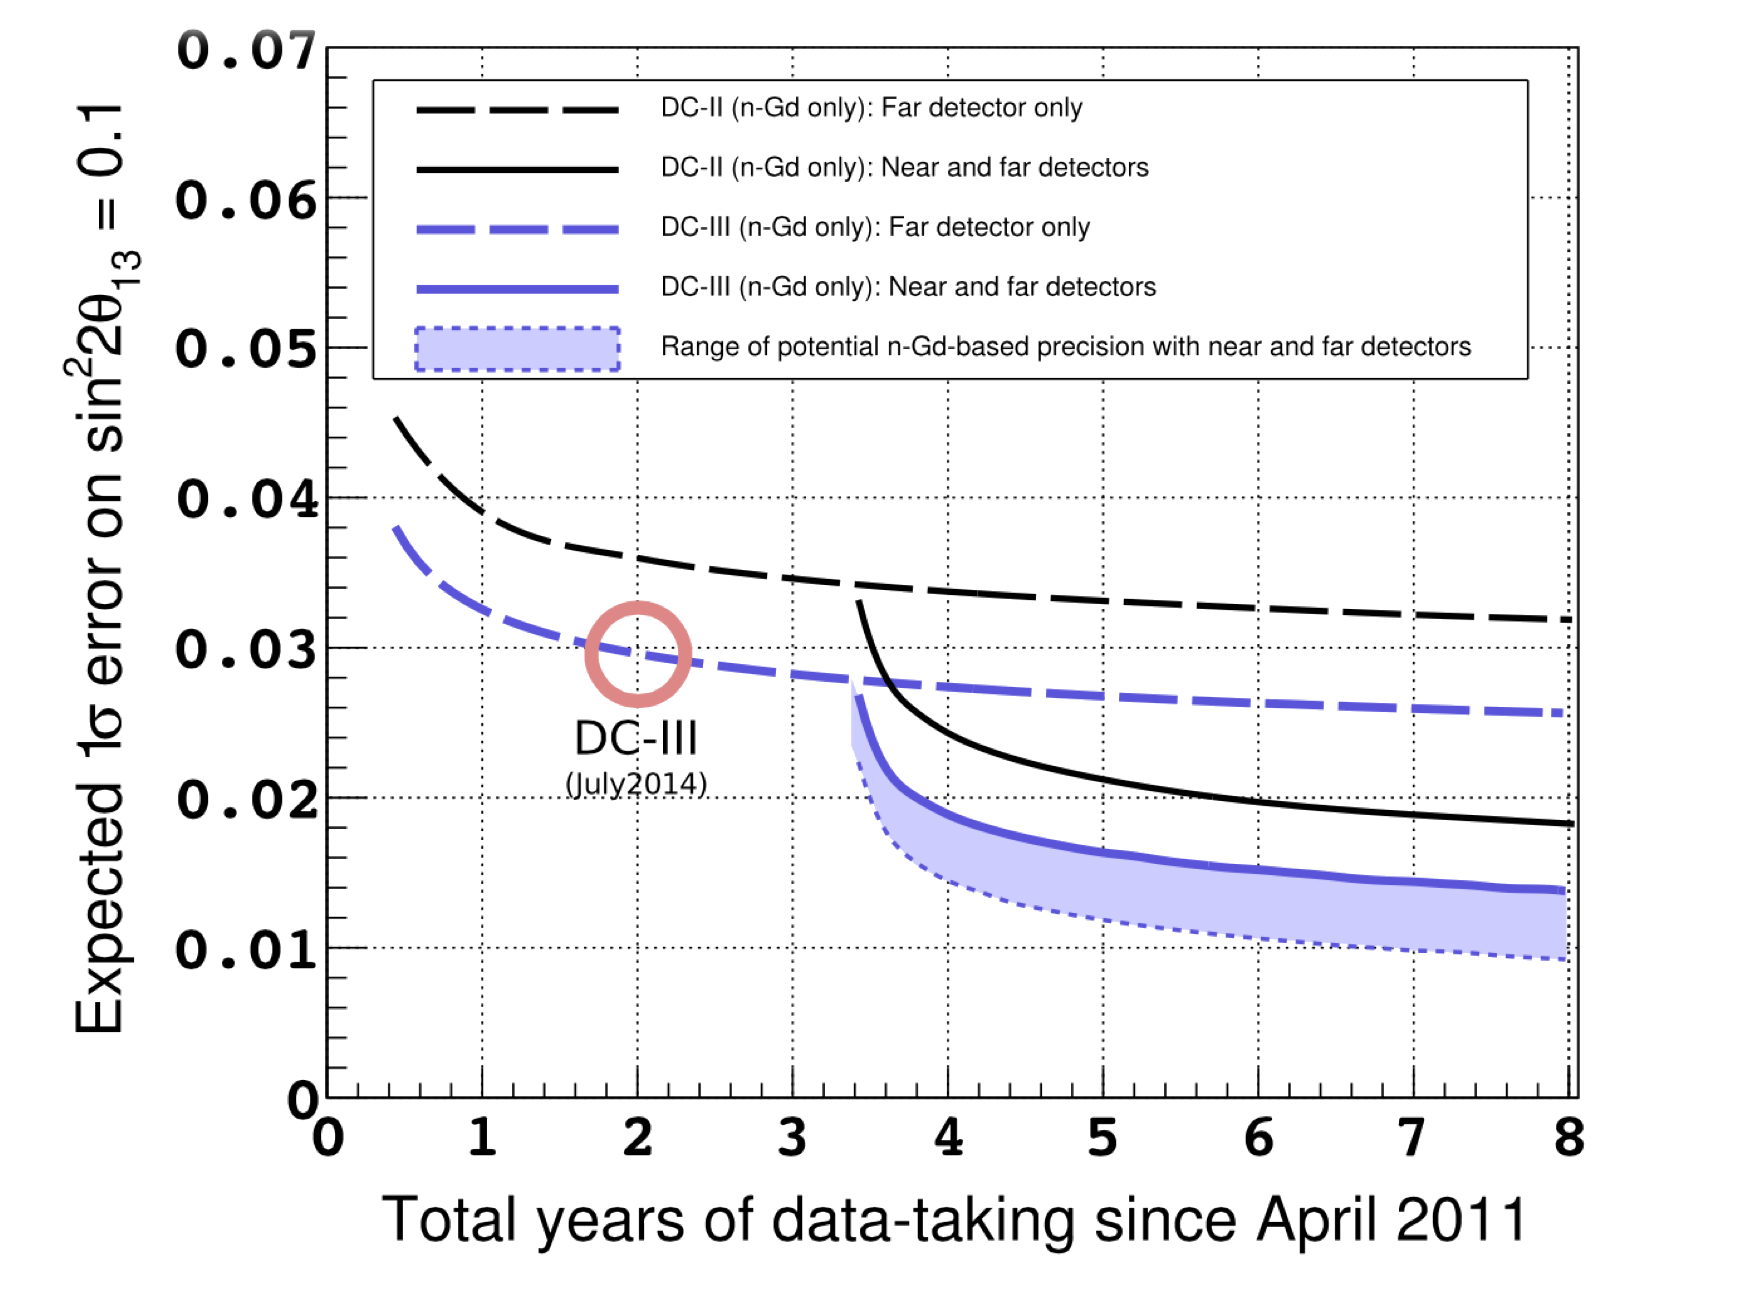 0.07
0.06
0.05
0.04
0.03
0.02
0.01
0
Expected 1σ error on sin²2θ₁₃ = 0.1
DC-II (n-Gd only): Far detector only
DC-II (n-Gd only): Near and far detectors
DC-III (n-Gd only): Far detector only
DC-III (n-Gd only): Near and far detectors
Range of potential n-Gd-based precision with near and far detectors
DC-III
(July2014)
0 1 2 3 4 5 6 7 8
Total years of data-taking since April 2011